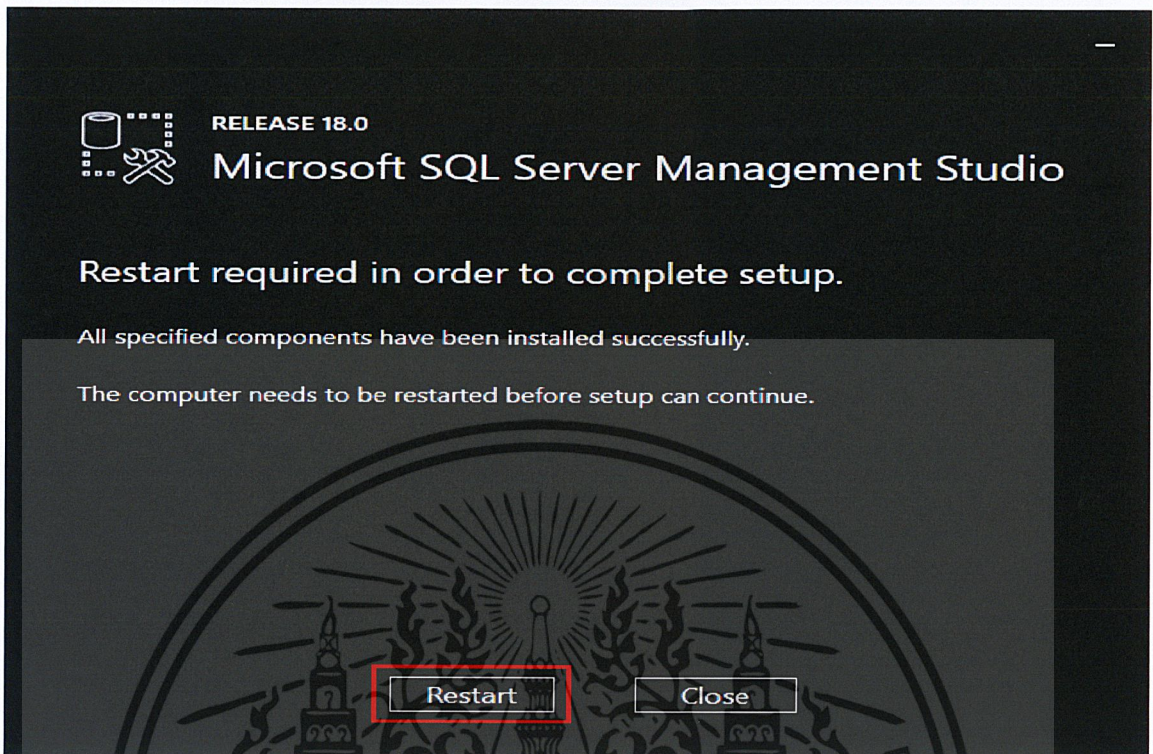 RELEASE 18.0
Microsoft SQL Server Management Studio
Restart required in order to complete setup.
All specified components have been installed successfully.
The computer needs to be restarted before setup can continue.
Restart
Close